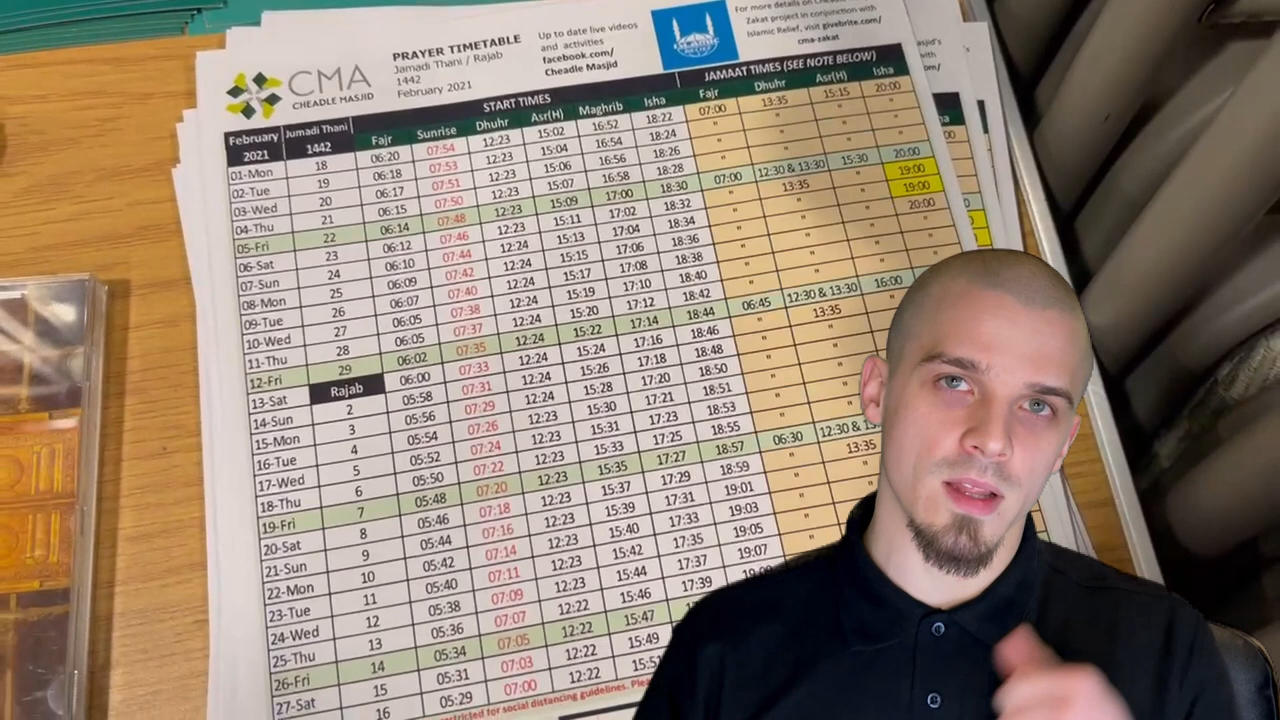 CMA
CHEADLE MASJID
PRAYER TIMETABLE
Jamadi Thani / Rajab
1442
February 2021
Up to date live videos
and activities
facebook.com/
Cheadle Masjid
ISLAMIC
RELIEF
For more details on Cheadle
Zakat project in conjunction with
Islamic Relief, visit givebrite.com/
cma-zakat
START TIMES JAMAAT TIMES (SEE NOTE BELOW)
February 2021 Jumadi Thani 1442 Fajr Sunrise Dhuhr Asr(H) Maghrib Isha Fajr Dhuhr Asr(H) Isha
01-Mon 18 06:20 07:54 12:23 15:02 16:52 18:22 07:00 13:35 15:15 20:00
02-Tue 19 06:18 07:53 12:23 15:04 16:54 18:24 " " " "
03-Wed 20 06:17 07:51 12:23 15:06 16:56 18:26 " " " "
04-Thu 21 06:15 07:50 12:23 15:07 16:58 18:28 " " " "
05-Fri 22 06:14 07:48 12:23 15:09 17:00 18:30 07:00 12:30 & 13:30 15:30 20:00
06-Sat 23 06:12 07:46 12:23 15:11 17:02 18:32 " 13:35 " 19:00
07-Sun 24 06:10 07:44 12:24 15:13 17:04 18:34 " " " 19:00
08-Mon 25 06:09 07:42 12:24 15:15 17:06 18:36 " " " 20:00
09-Tue 26 06:07 07:40 12:24 15:17 17:08 18:38 " " " "
10-Wed 27 06:05 07:38 12:24 15:19 17:10 18:40 " " " "
11-Thu 28 06:05 07:37 12:24 15:20 17:12 18:42 " " " "
12-Fri 29 06:02 07:35 12:24 15:22 17:14 18:44 06:45 12:30 & 13:30 16:00
13-Sat Rajab 06:00 07:33 12:24 15:24 17:16 18:46 " 13:35
14-Sun 2 05:58 07:31 12:24 15:26 17:18 18:48 " "
15-Mon 3 05:56 07:29 12:24 15:28 17:20 18:50 " "
16-Tue 4 05:54 07:26 12:23 15:30 17:21 18:51 " "
17-Wed 5 05:52 07:24 12:23 15:31 17:23 18:53 " "
18-Thu 6 05:50 07:22 12:23 15:33 17:25 18:55 " "
19-Fri 7 05:48 07:20 12:23 15:35 17:27 18:57 06:30 12:30 &
20-Sat 8 05:46 07:18 12:23 15:37 17:29 18:59 " 13:35
21-Sun 9 05:44 07:16 12:23 15:39 17:31 19:01 " "
22-Mon 10 05:42 07:14 12:23 15:40 17:33 19:03 " "
23-Tue 11 05:40 07:11 12:23 15:42 17:35 19:05 "
24-Wed 12 05:38 07:09 12:23 15:44 17:37 19:07 "
25-Thu 13 05:36 07:07 12:22 15:46 17:39
26-Fri 14 05:34 07:05 12:22 15:47
27-Sat 15 05:31 07:03 12:22 15:49
16 05:29 07:00 12:22
for social distancing guidelines.